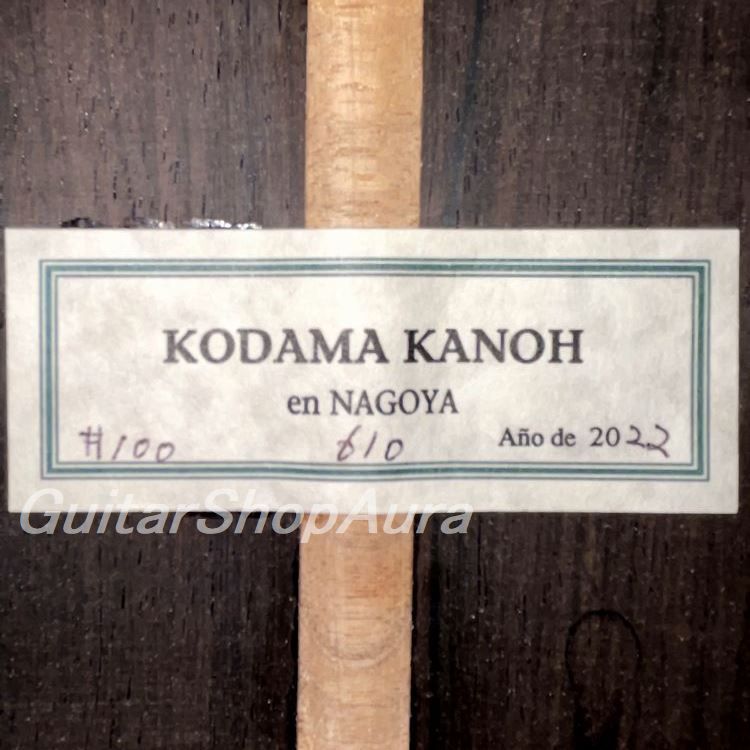 KODAMA KANOH
en NAGOYA
#100 610 Año de 2022
GuitarShopAura